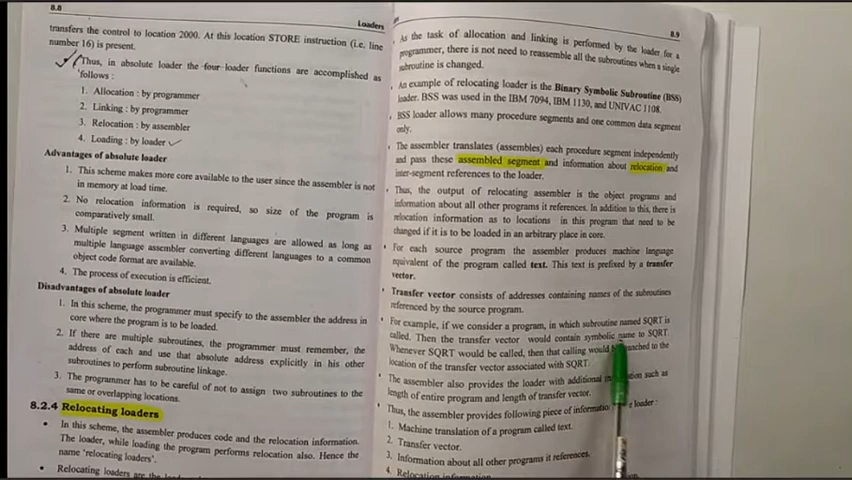 8.8
Loaders
transfers the control to location 2000. At this location STORE instruction (i.e. line
number 16) is present.
Thus, in absolute loader the four loader functions are accomplished as
follows :
1. Allocation : by programmer
2. Linking : by programmer
3. Relocation : by assembler
4. Loading : by loader
Advantages of absolute loader
1. This scheme makes more core available to the user since the assembler is not
in memory at load time.
2. No relocation information is required, so size of the program is
comparatively small.
3. Multiple segment written in different languages are allowed as long as
multiple language assembler converting different languages to a common
object code format are available.
4. The process of execution is efficient.
Disadvantages of absolute loader
1. In this scheme, the programmer must specify to the assembler the address in
core where the program is to be loaded.
2. If there are multiple subroutines, the programmer must remember, the
address of each and use that absolute address explicitly in his other
subroutines to perform subroutine linkage.
3. The programmer has to be careful of not to assign two subroutines to the
same or overlapping locations.
8.2.4 Relocating loaders
• In this scheme, the assembler produces code and the relocation information.
The loader, while loading the program performs relocation also. Hence the
name 'relocating loaders'.
• Relocating loaders are the
8.9
• As the task of allocation and linking is performed by the loader for a
programmer, there is not need to reassemble all the subroutines when a single
subroutine is changed.
• An example of relocating loader is the Binary Symbolic Subroutine (BSS)
loader. BSS was used in the IBM 7094, IBM 1130, and UNIVAC 1108.
• BSS loader allows many procedure segments and one common data segment
only.
• The assembler translates (assembles) each procedure segment independently
and pass these assembled segment and information about relocation and
inter-segment references to the loader.
• Thus, the output of relocating assembler is the object programs and
information about all other programs it references. In addition to this, there is
relocation information as to locations in this program that need to be
changed if it is to be loaded in an arbitrary place in core.
• For each source program the assembler produces machine language
equivalent of the program called text. This text is prefixed by a transfer
vector.
• Transfer vector consists of addresses containing names of the subroutines
referenced by the source program.
• For example, if we consider a program, in which subroutine named SQRT is
called. Then the transfer vector would contain symbolic name to SQRT.
Whenever SQRT would be called, then that calling would branched to the
location of the transfer vector associated with SQRT.
• The assembler also provides the loader with additional such as
length of entire program and length of transfer vector.
• Thus, the assembler provides following piece of loader :
1. Machine translation of a program called text.
2. Transfer vector.
3. Information about all other programs it references.
4. Relocation